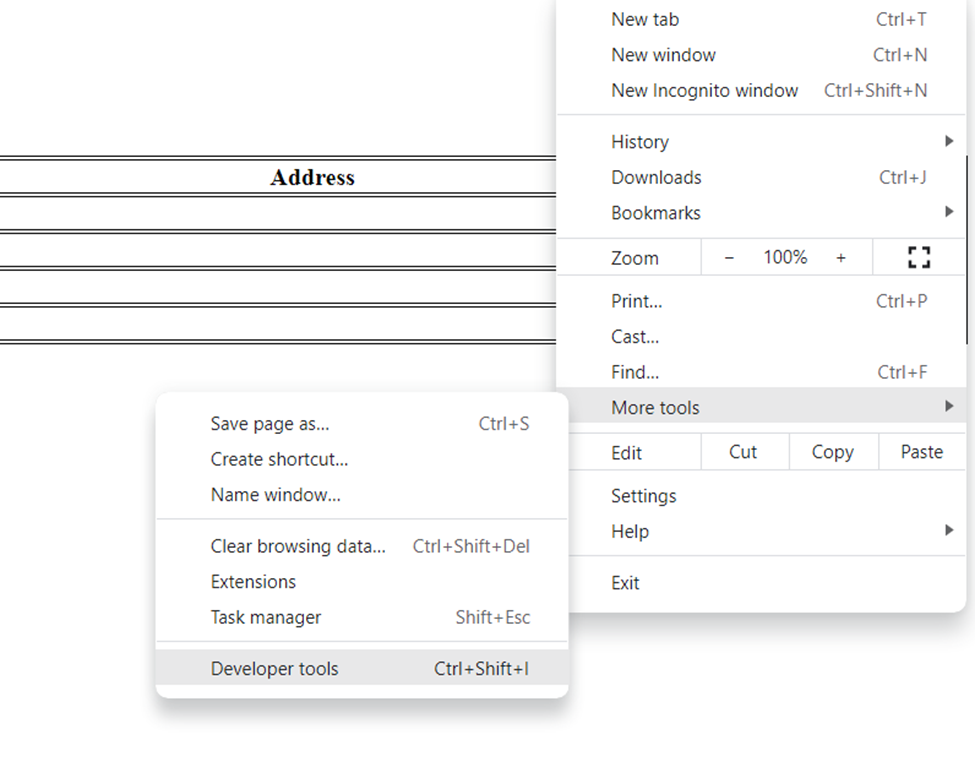 New tab Ctrl+T
New window Ctrl+N
New Incognito window Ctrl+Shift+N
History
Downloads Ctrl+J
Bookmarks
Zoom − 100% +
Print... Ctrl+P
Cast...
Find... Ctrl+F
More tools
Edit Cut Copy Paste
Settings
Help
Exit
Address
Save page as... Ctrl+S
Create shortcut...
Name window...
Clear browsing data... Ctrl+Shift+Del
Extensions
Task manager Shift+Esc
Developer tools Ctrl+Shift+I